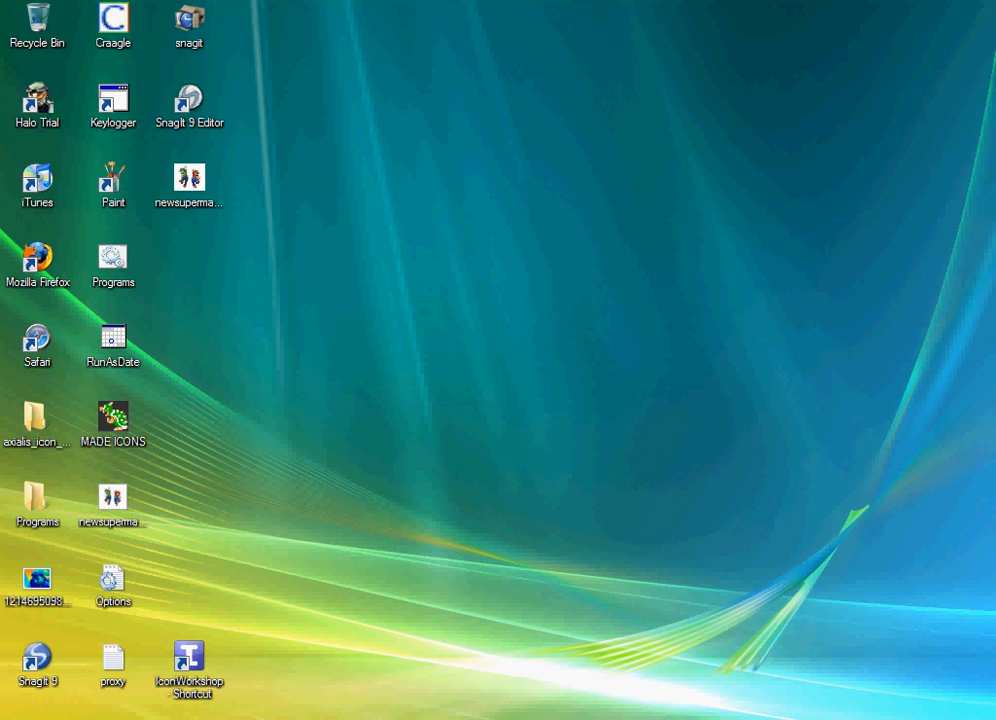 Recycle Bin
Craagle
snagit
Halo Trial
Keylogger
SnagIt 9 Editor
iTunes
Paint
newsuperma...
Mozilla Firefox
Programs
Safari
RunAsDate
axialis_icon_...
MADE ICONS
Programs
newsuperma...
1214695098...
Options
SnagIt 9
proxy
IconWorkshop
- Shortcut